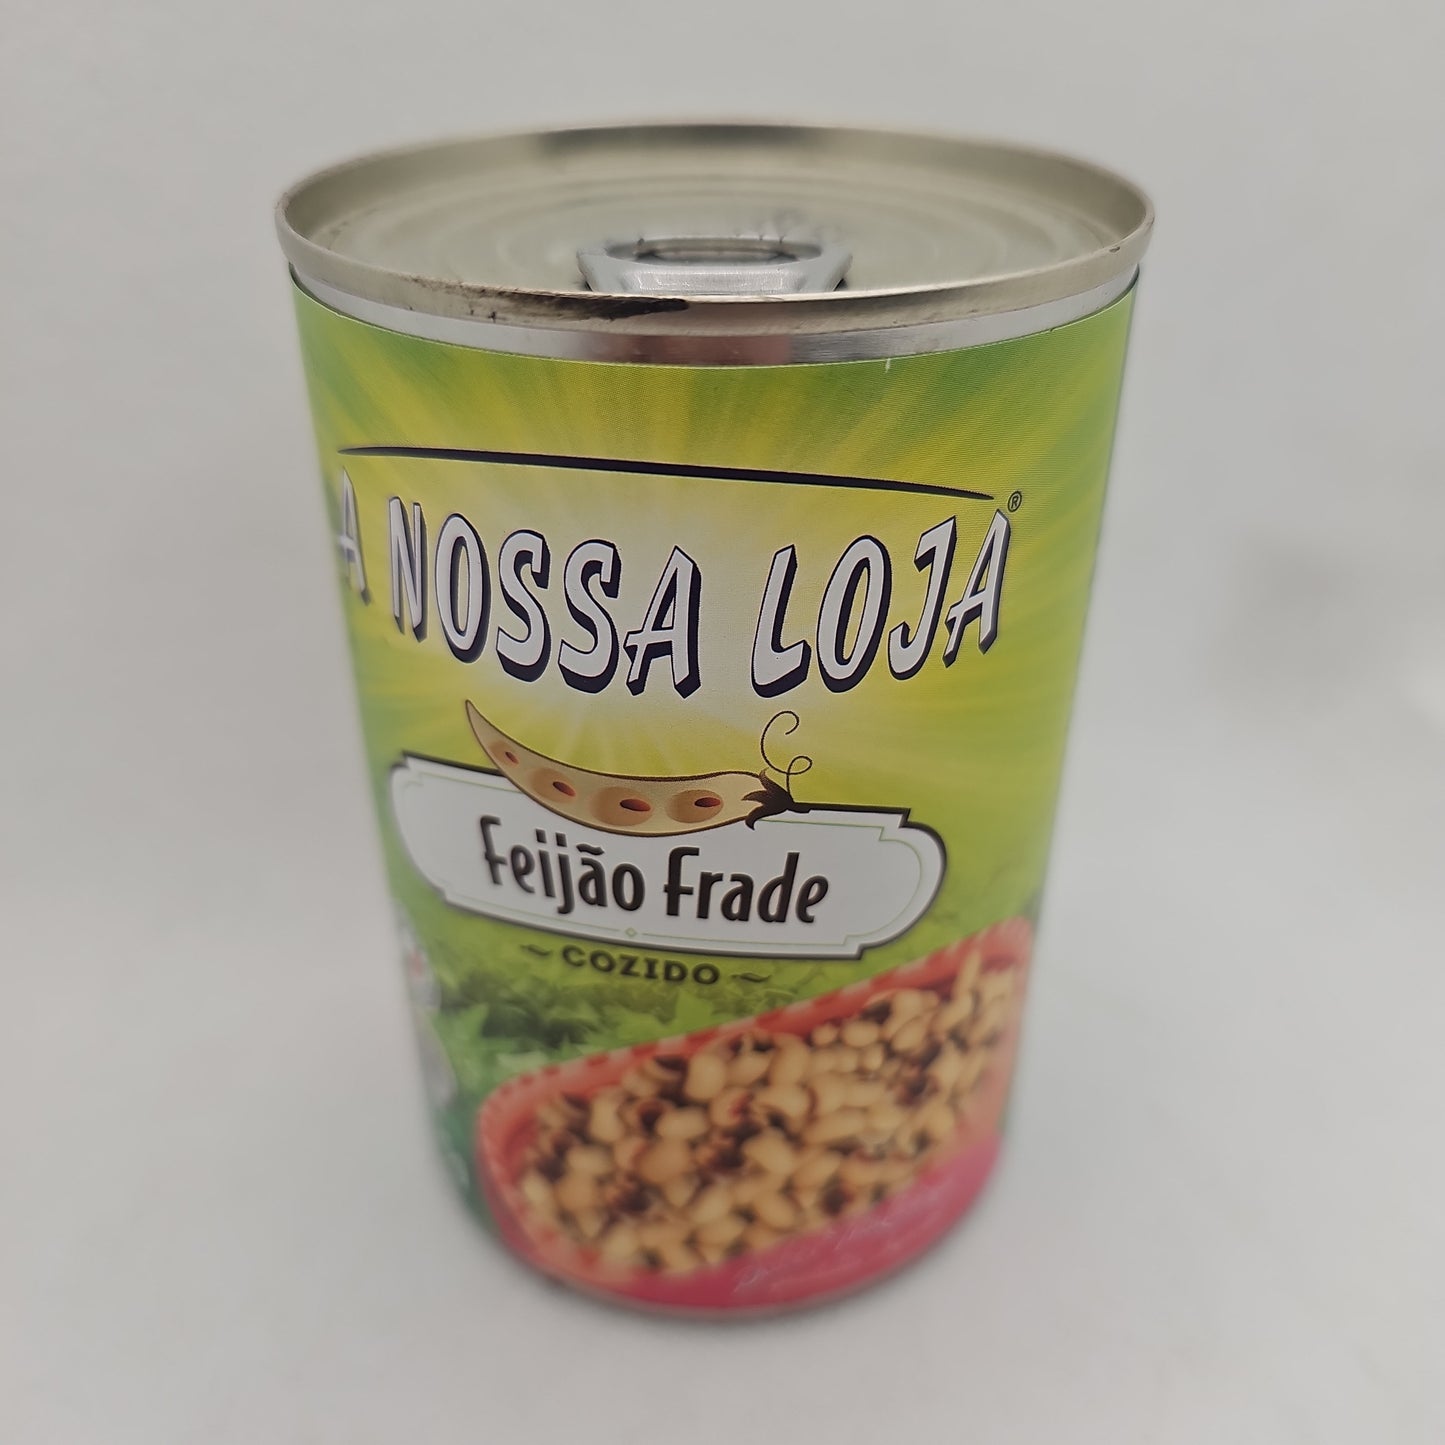 A NOSSA LOJA®
Feijão Frade
~ COZIDO ~